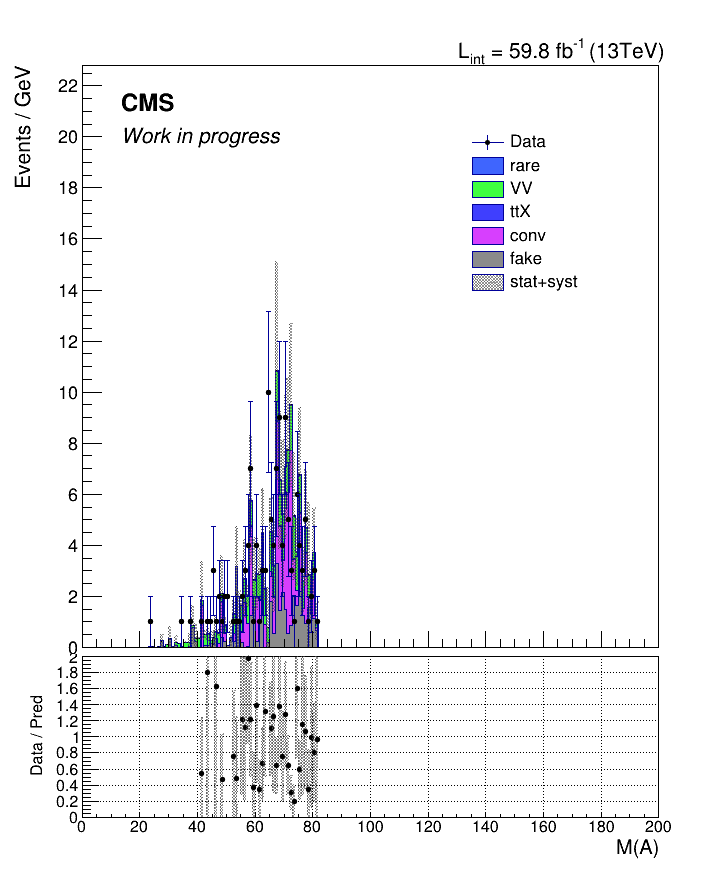 L_int = 59.8 fb^-1 (13TeV)
Events / GeV
CMS
Work in progress
Data
rare
VV
ttX
conv
fake
stat+syst
22
20
18
16
14
12
10
8
6
4
2
0
Data / Pred
2
1.8
1.6
1.4
1.2
1
0.8
0.6
0.4
0.2
0
0 20 40 60 80 100 120 140 160 180 200
M(A)